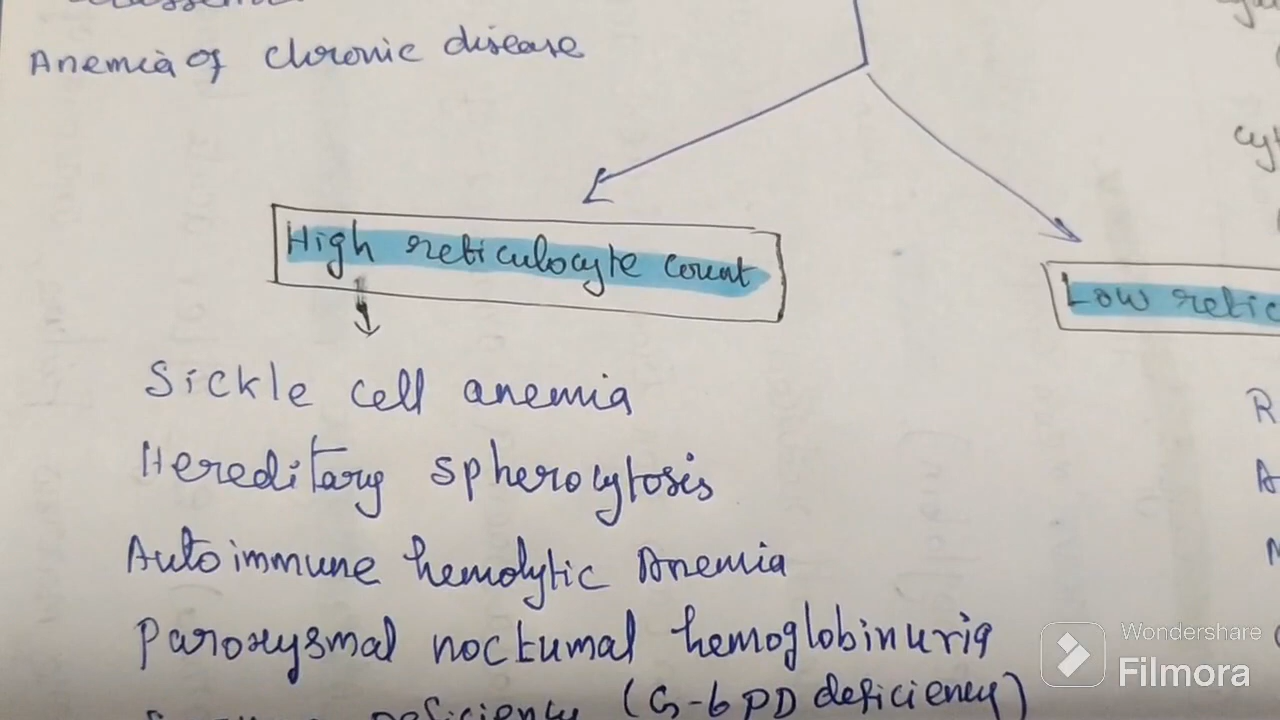 Anemia of chronic disease
High reticulocyte count
Low retic
Sickle cell anemia
Hereditary spherocytosis
Autoimmune hemolytic Anemia
Paroxysmal nocturnal hemoglobinuria
deficiency (G-6PD deficiency)
Wondershare
Filmora